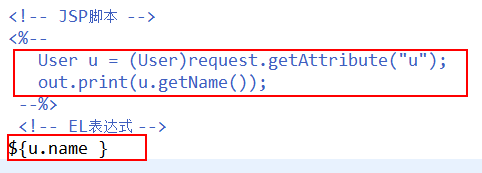 <!-- JSP脚本 -->
<%--
User u = (User)request.getAttribute("u");
out.print(u.getName());
--%>
<!-- EL表达式 -->
${u.name }